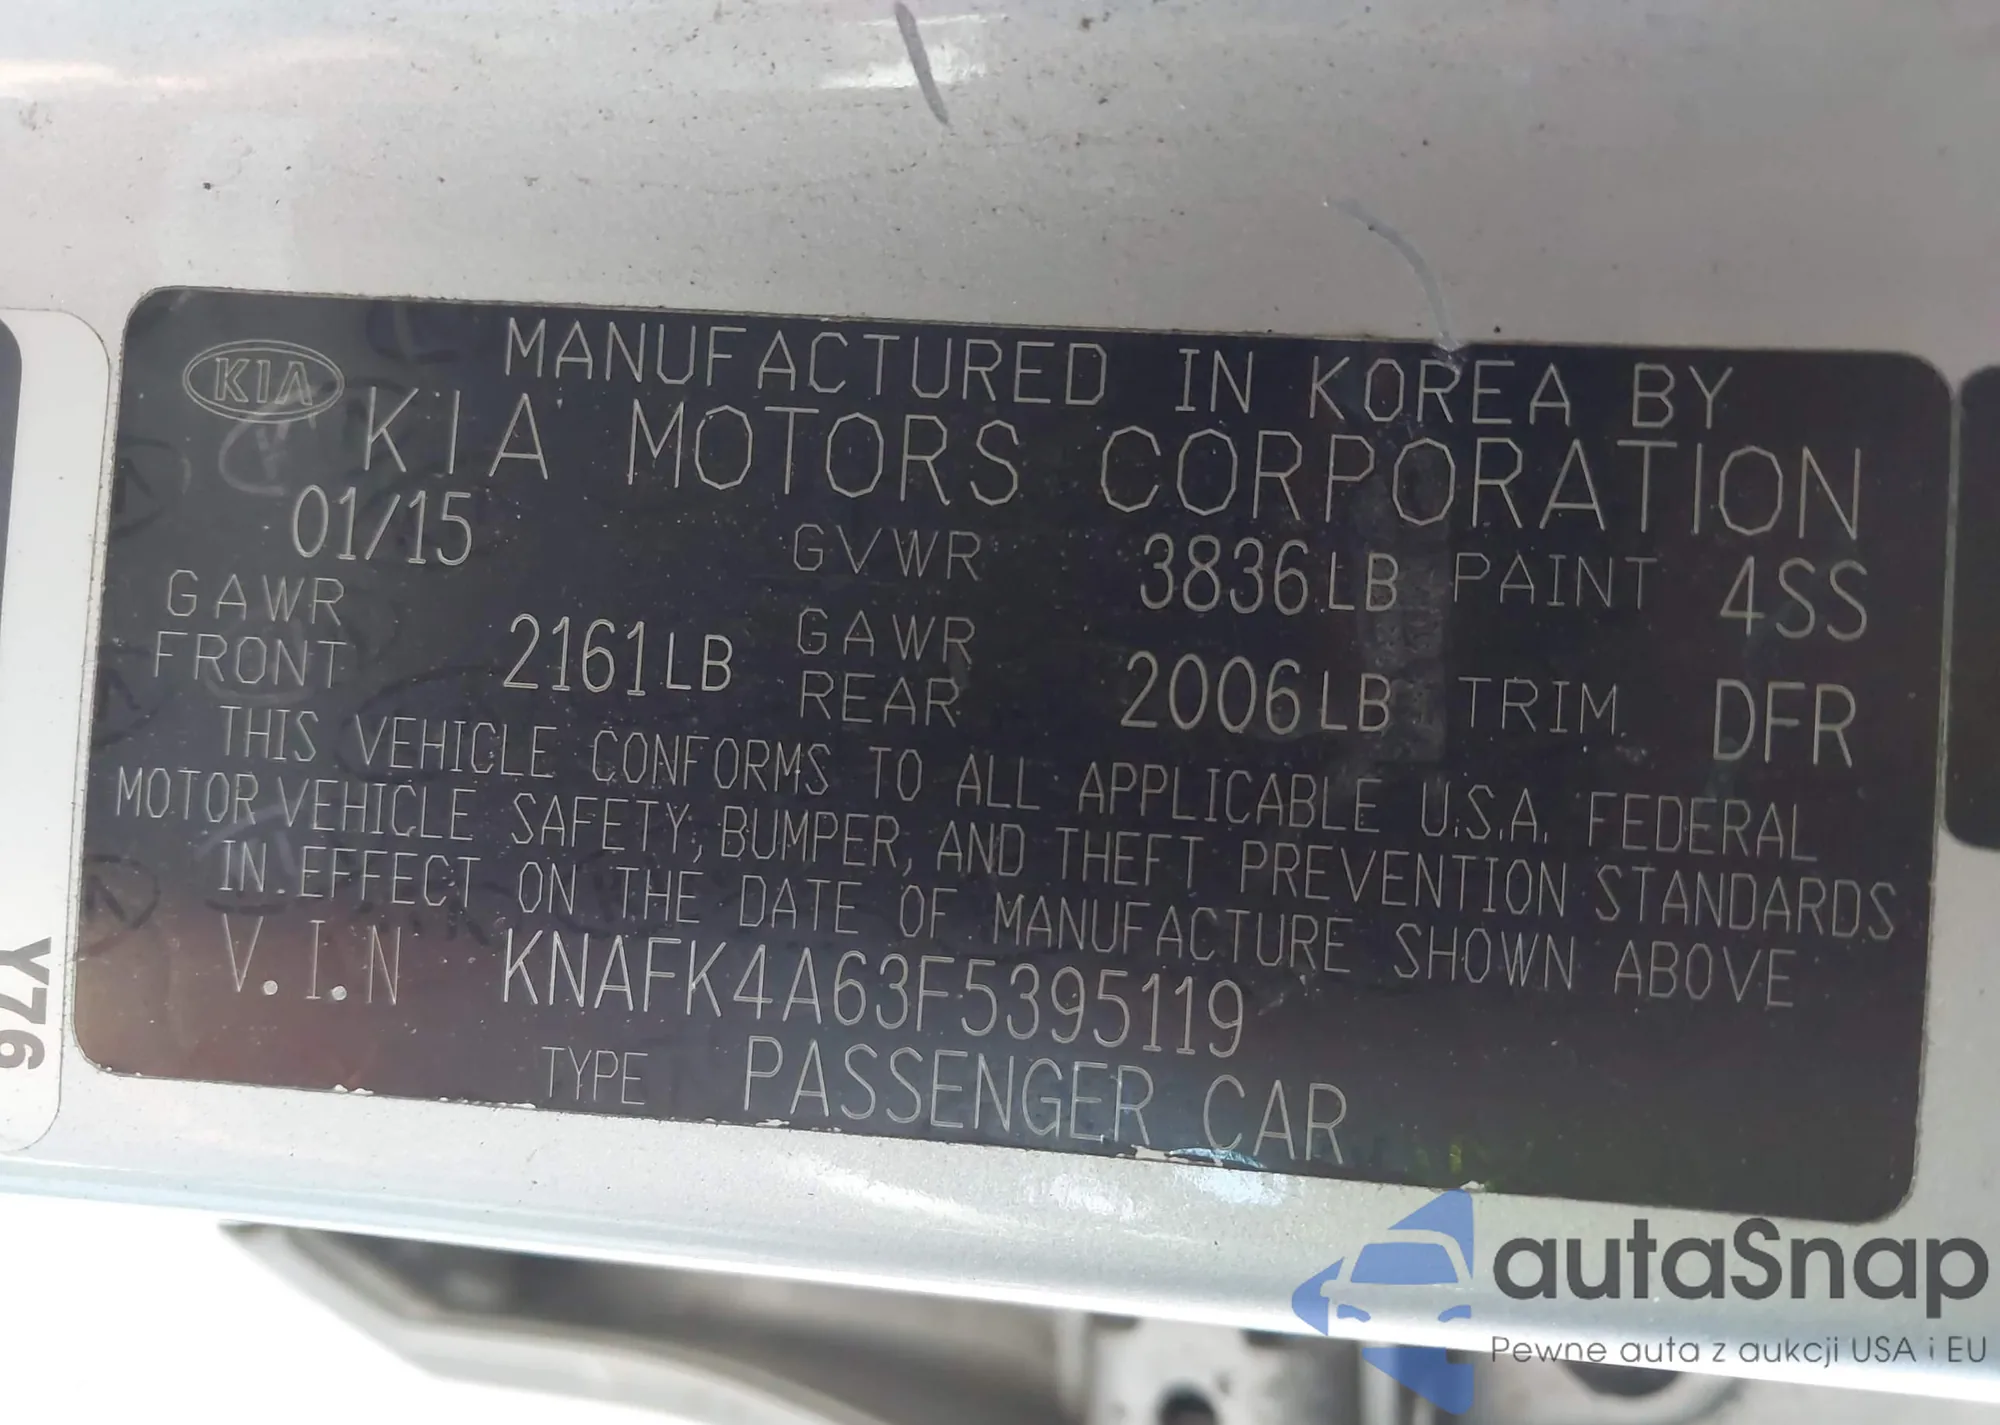 MANUFACTURED IN KOREA BY
KIA
KIA MOTORS CORPORATION
01/15 GVWR 3836LB PAINT 4SS
GAWR FRONT 2161LB GAWR REAR 2006LB TRIM DFR
THIS VEHICLE CONFORMS TO ALL APPLICABLE U.S.A. FEDERAL
MOTOR VEHICLE SAFETY, BUMPER, AND THEFT PREVENTION STANDARDS
IN EFFECT ON THE DATE OF MANUFACTURE SHOWN ABOVE
V.I.N KNAFK4A63F5395119
TYPE PASSENGER CAR
Y76
autaSnap
Pewne auta z aukcji USA i EU